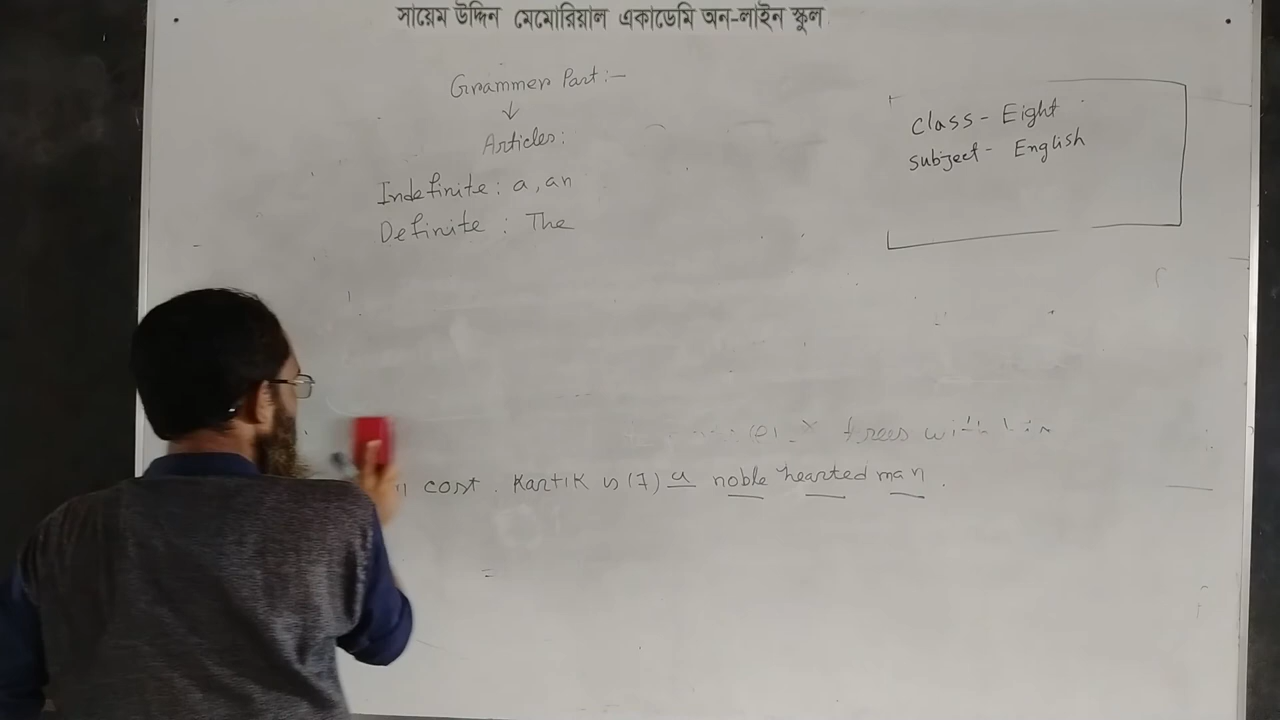 সায়েম উদ্দিন মেমোরিয়াল একাডেমি অন-লাইন স্কুল
Grammer Part:-
Articles:
Indefinite: a, an
Definite : The
Class- Eight
subject- English
trees with
cost. Kartik is (7) a noble hearted man.